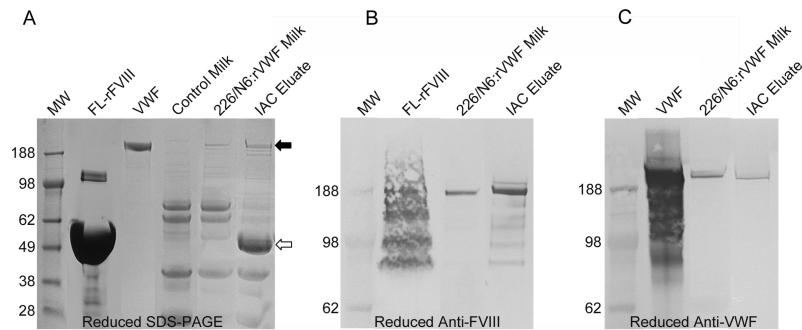 A
MW
FL-rFVIII
VWF
Control Milk
226/N6:rVWF Milk
IAC Eluate
188
98
62
49
38
28
Reduced SDS-PAGE
B
MW
FL-rFVIII
226/N6:rVWF Milk
IAC Eluate
188
98
62
Reduced Anti-FVIII
C
MW
VWF
226/N6:rVWF Milk
IAC Eluate
188
98
62
Reduced Anti-VWF